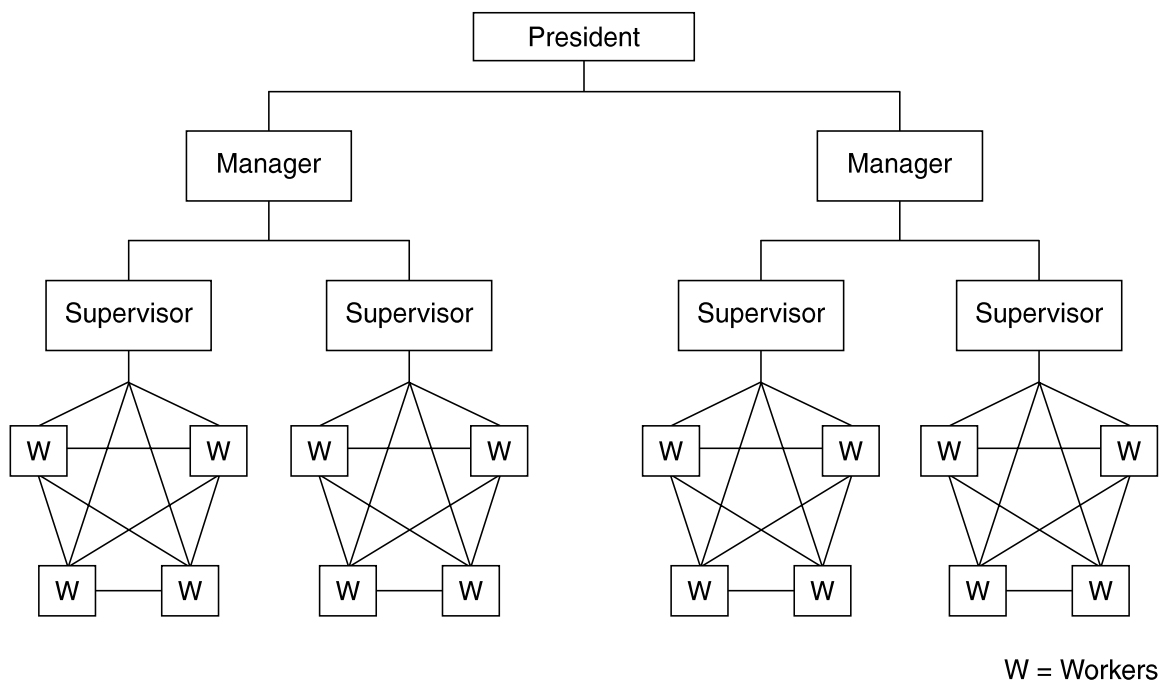 President
Manager Manager
Supervisor Supervisor Supervisor Supervisor
W W W W W W W W
W W W W W W W W
W = Workers